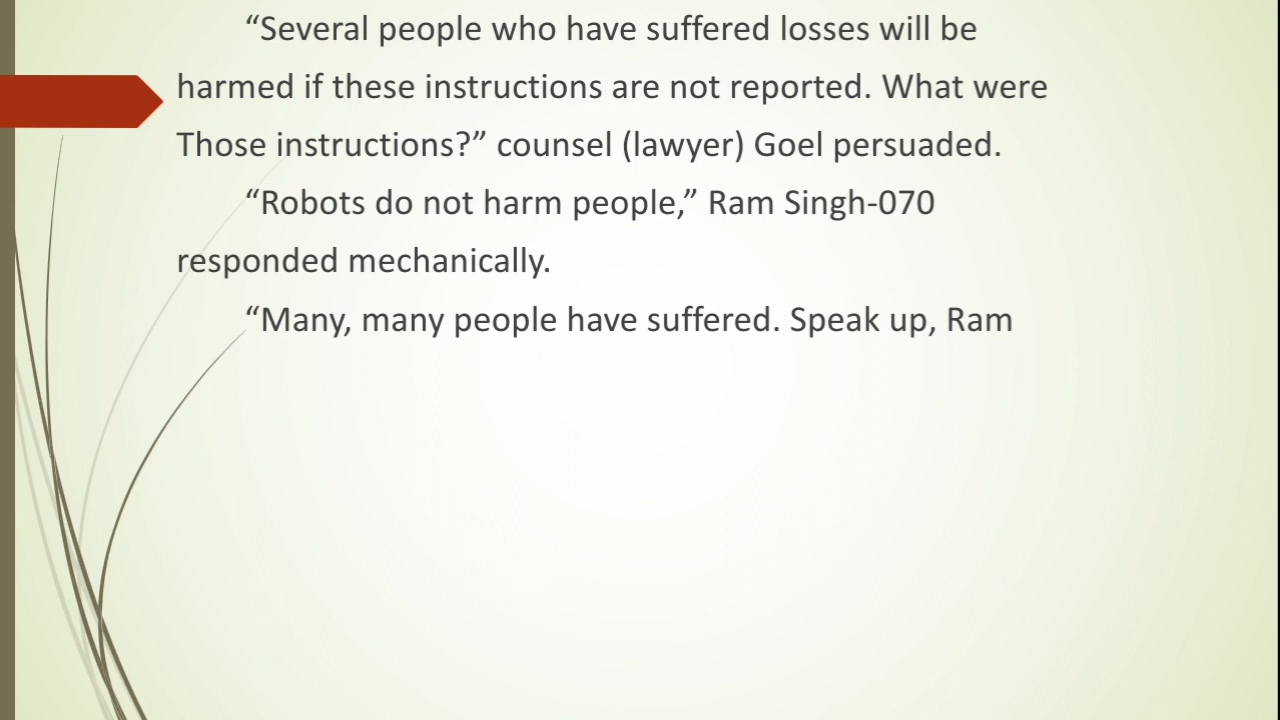 “Several people who have suffered losses will be
harmed if these instructions are not reported. What were
Those instructions?” counsel (lawyer) Goel persuaded.
“Robots do not harm people,” Ram Singh-070
responded mechanically.
“Many, many people have suffered. Speak up, Ram